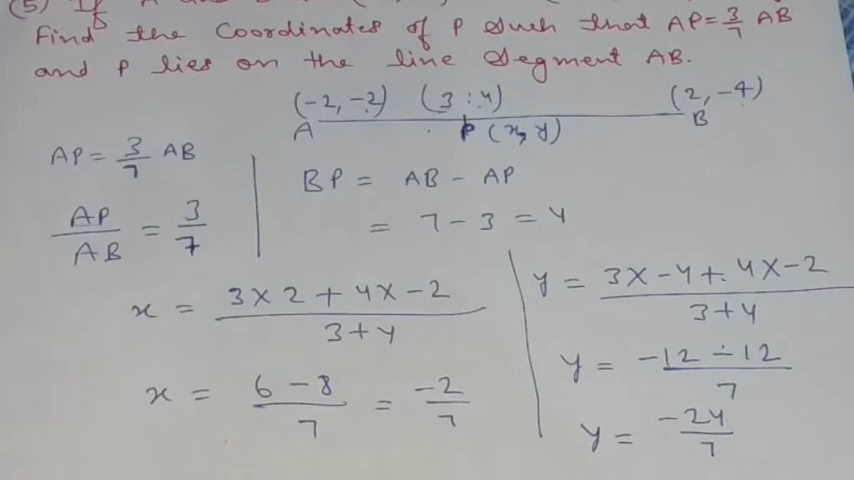 (5) If A
Find the Coordinates of P such that AP = 3/7 AB
and P lies on the line segment AB.
(-2, -2) (3 : 4) (2, -4)
A P (x, y) B
AP = 3/7 AB
BP = AB - AP
AP/AB = 3/7
= 7 - 3 = 4
x = (3 × 2 + 4 × -2)/(3 + 4)
y = (3 × -4 + 4 × -2)/(3 + 4)
x = (6 - 8)/7 = -2/7
y = (-12 - 12)/7
y = -24/7